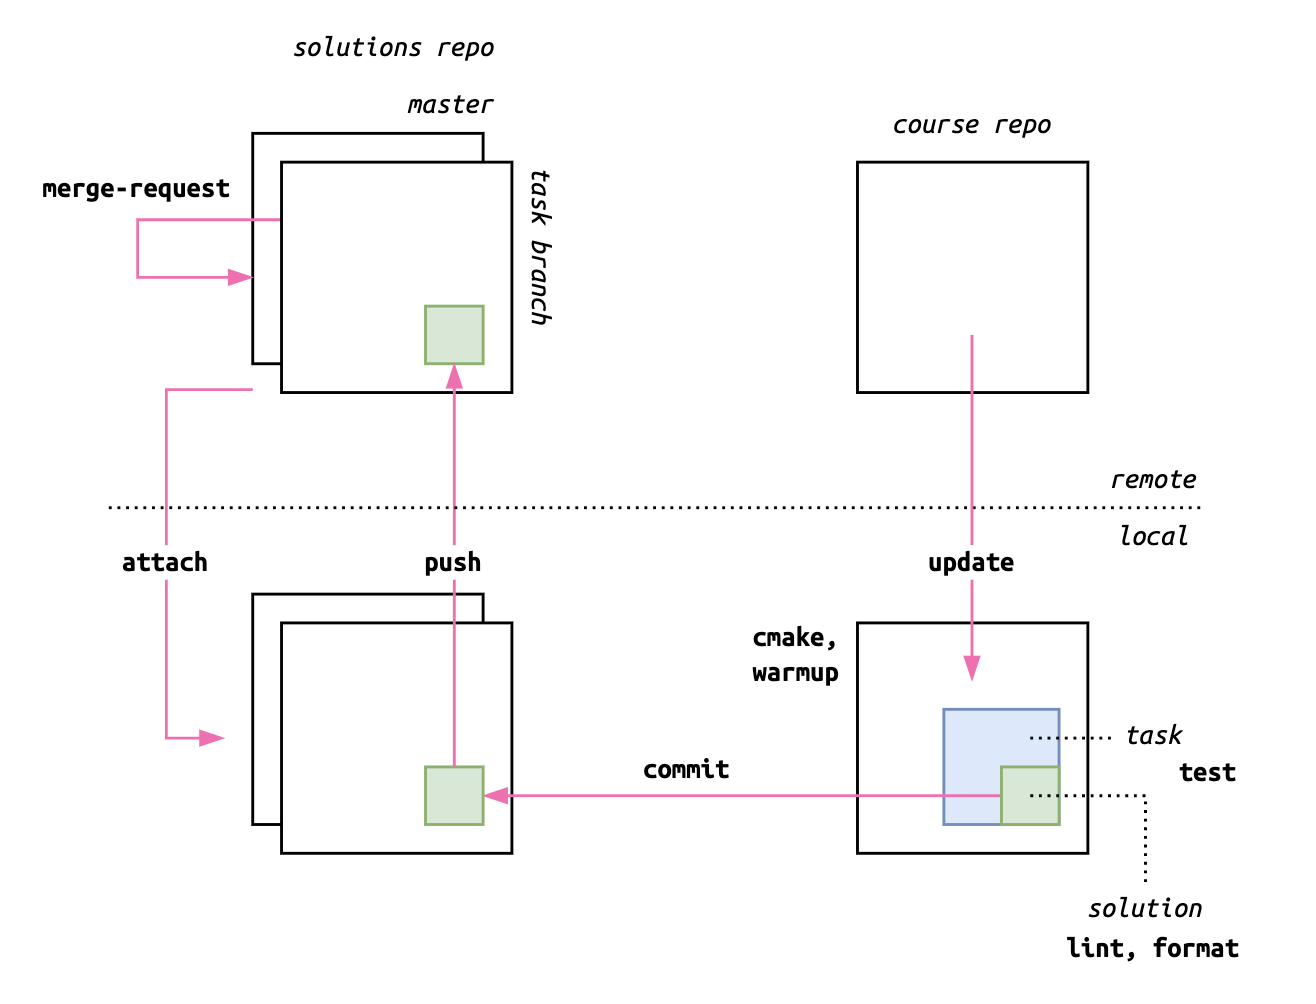 solutions repo
master
course repo
merge-request
task branch
remote
local
attach
push
update
cmake,
warmup
task
commit
test
solution
lint, format